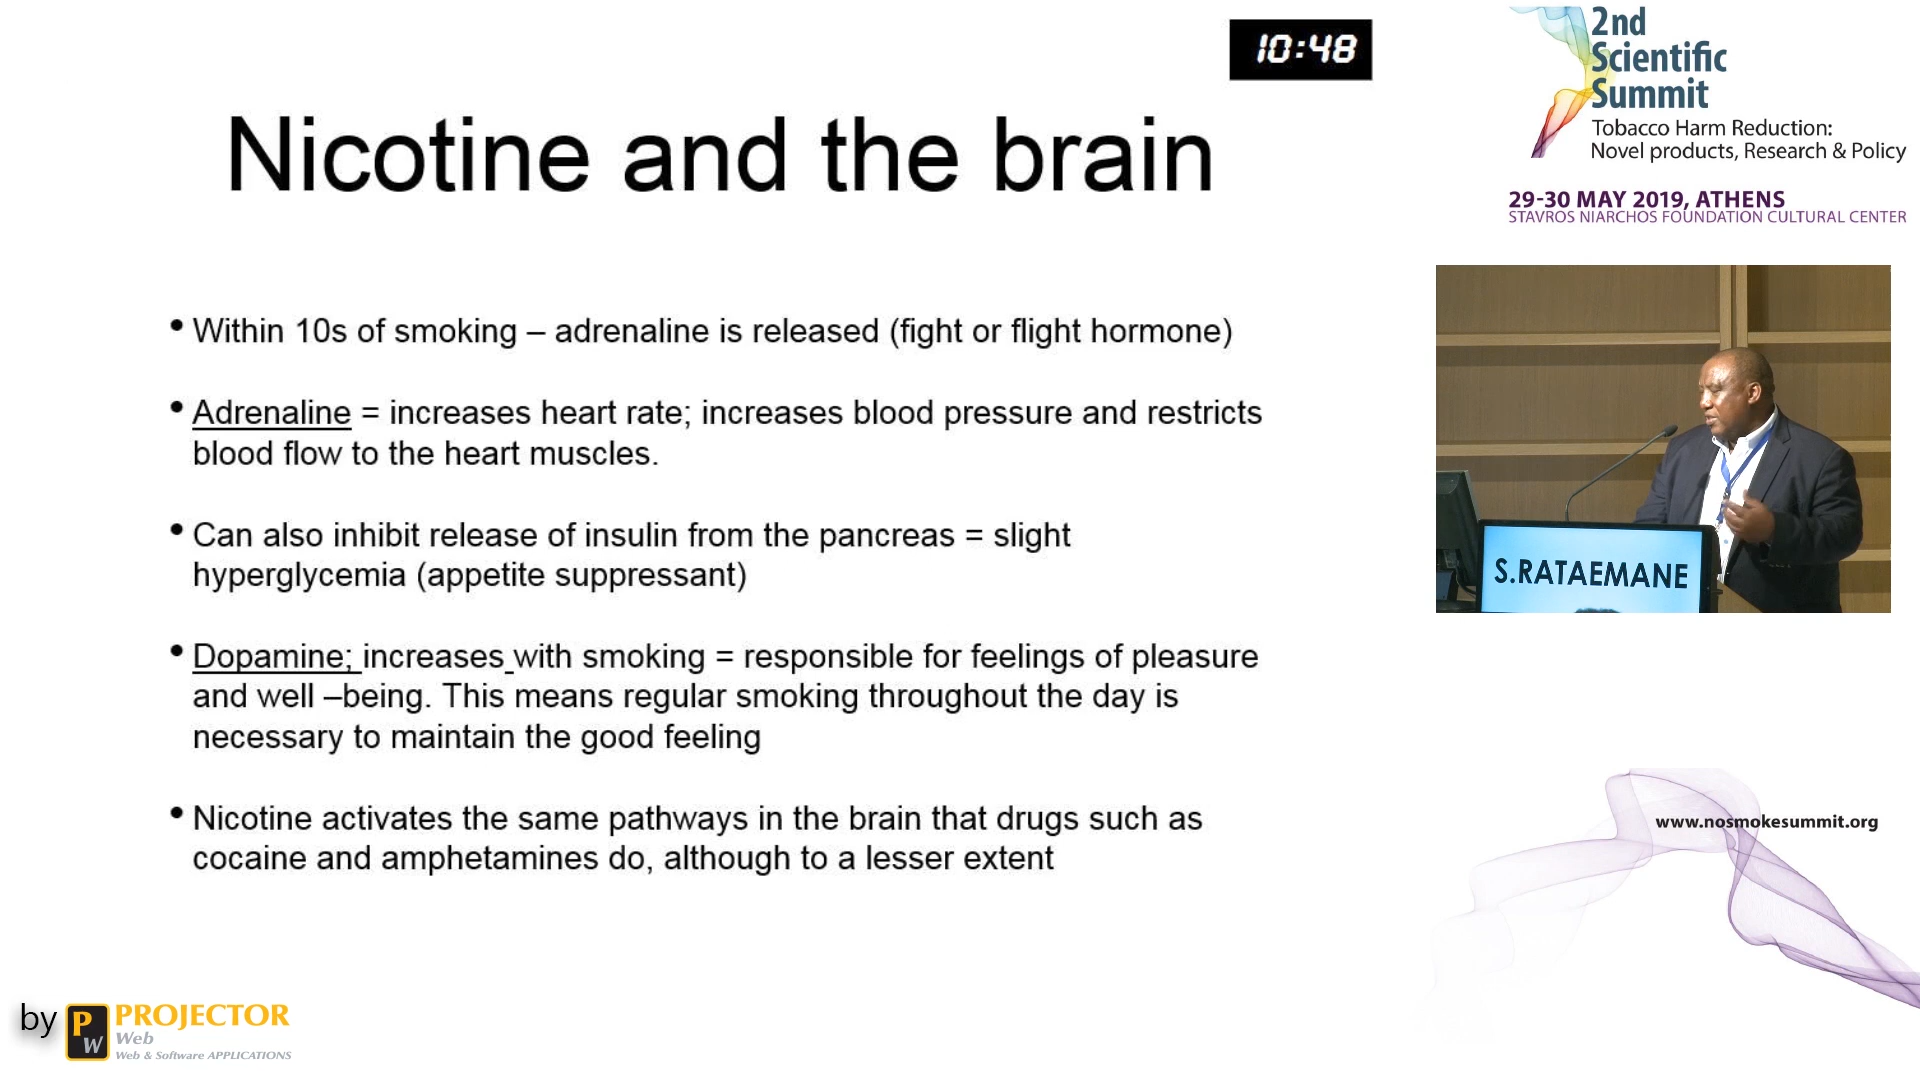 10:48
2nd
Scientific
Summit
Tobacco Harm Reduction:
Novel products, Research & Policy
29-30 MAY 2019, ATHENS
STAVROS NIARCHOS FOUNDATION CULTURAL CENTER
Nicotine and the brain
• Within 10s of smoking – adrenaline is released (fight or flight hormone)
• Adrenaline = increases heart rate; increases blood pressure and restricts
blood flow to the heart muscles.
• Can also inhibit release of insulin from the pancreas = slight
hyperglycemia (appetite suppressant)
• Dopamine; increases with smoking = responsible for feelings of pleasure
and well –being. This means regular smoking throughout the day is
necessary to maintain the good feeling
• Nicotine activates the same pathways in the brain that drugs such as
cocaine and amphetamines do, although to a lesser extent
S.RATAEMANE
www.nosmokesummit.org
by PW PROJECTOR
Web
Web & Software APPLICATIONS